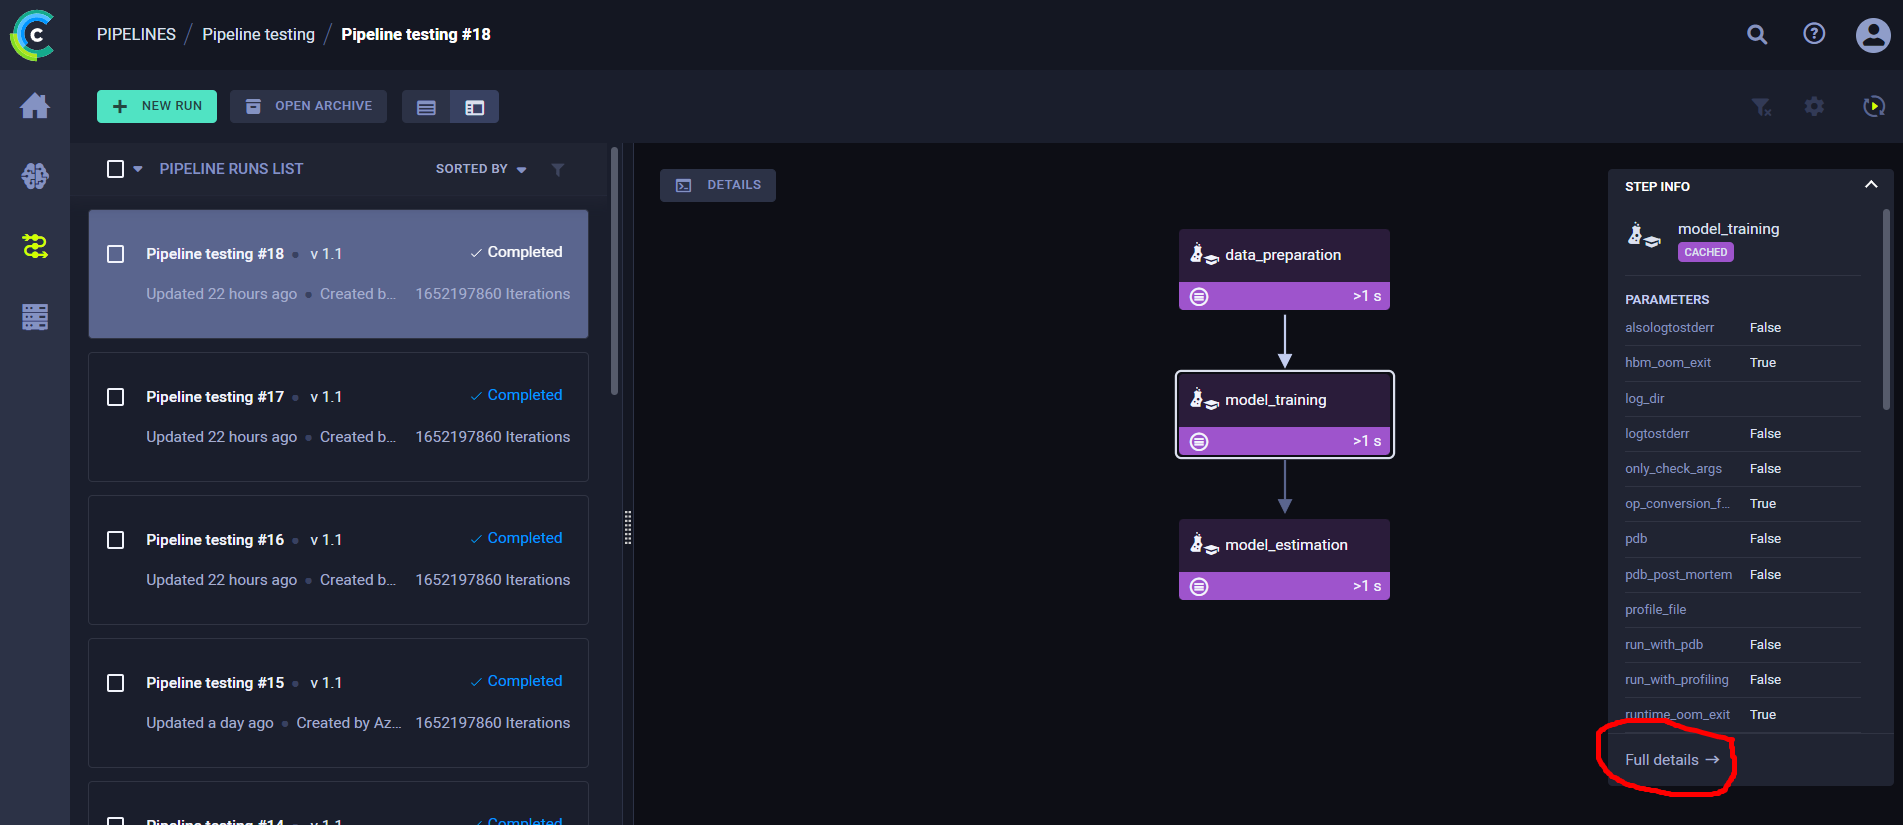 PIPELINES / Pipeline testing / Pipeline testing #18
NEW RUN
OPEN ARCHIVE
PIPELINE RUNS LIST
SORTED BY
Pipeline testing #18 v 1.1 Completed
Updated 22 hours ago Created b... 1652197860 Iterations
Pipeline testing #17 v 1.1 Completed
Updated 22 hours ago Created b... 1652197860 Iterations
Pipeline testing #16 v 1.1 Completed
Updated 22 hours ago Created b... 1652197860 Iterations
Pipeline testing #15 v 1.1 Completed
Updated a day ago Created by Az... 1652197860 Iterations
Pipeline testing #14 v 1.1 Completed
DETAILS
data_preparation
>1 s
model_training
>1 s
model_estimation
>1 s
STEP INFO
model_training
CACHED
PARAMETERS
alsologtostderr False
hbm_oom_exit True
log_dir
logtostderr False
only_check_args False
op_conversion_f... True
pdb False
pdb_post_mortem False
profile_file
run_with_pdb False
run_with_profiling False
runtime_oom_exit True
Full details →